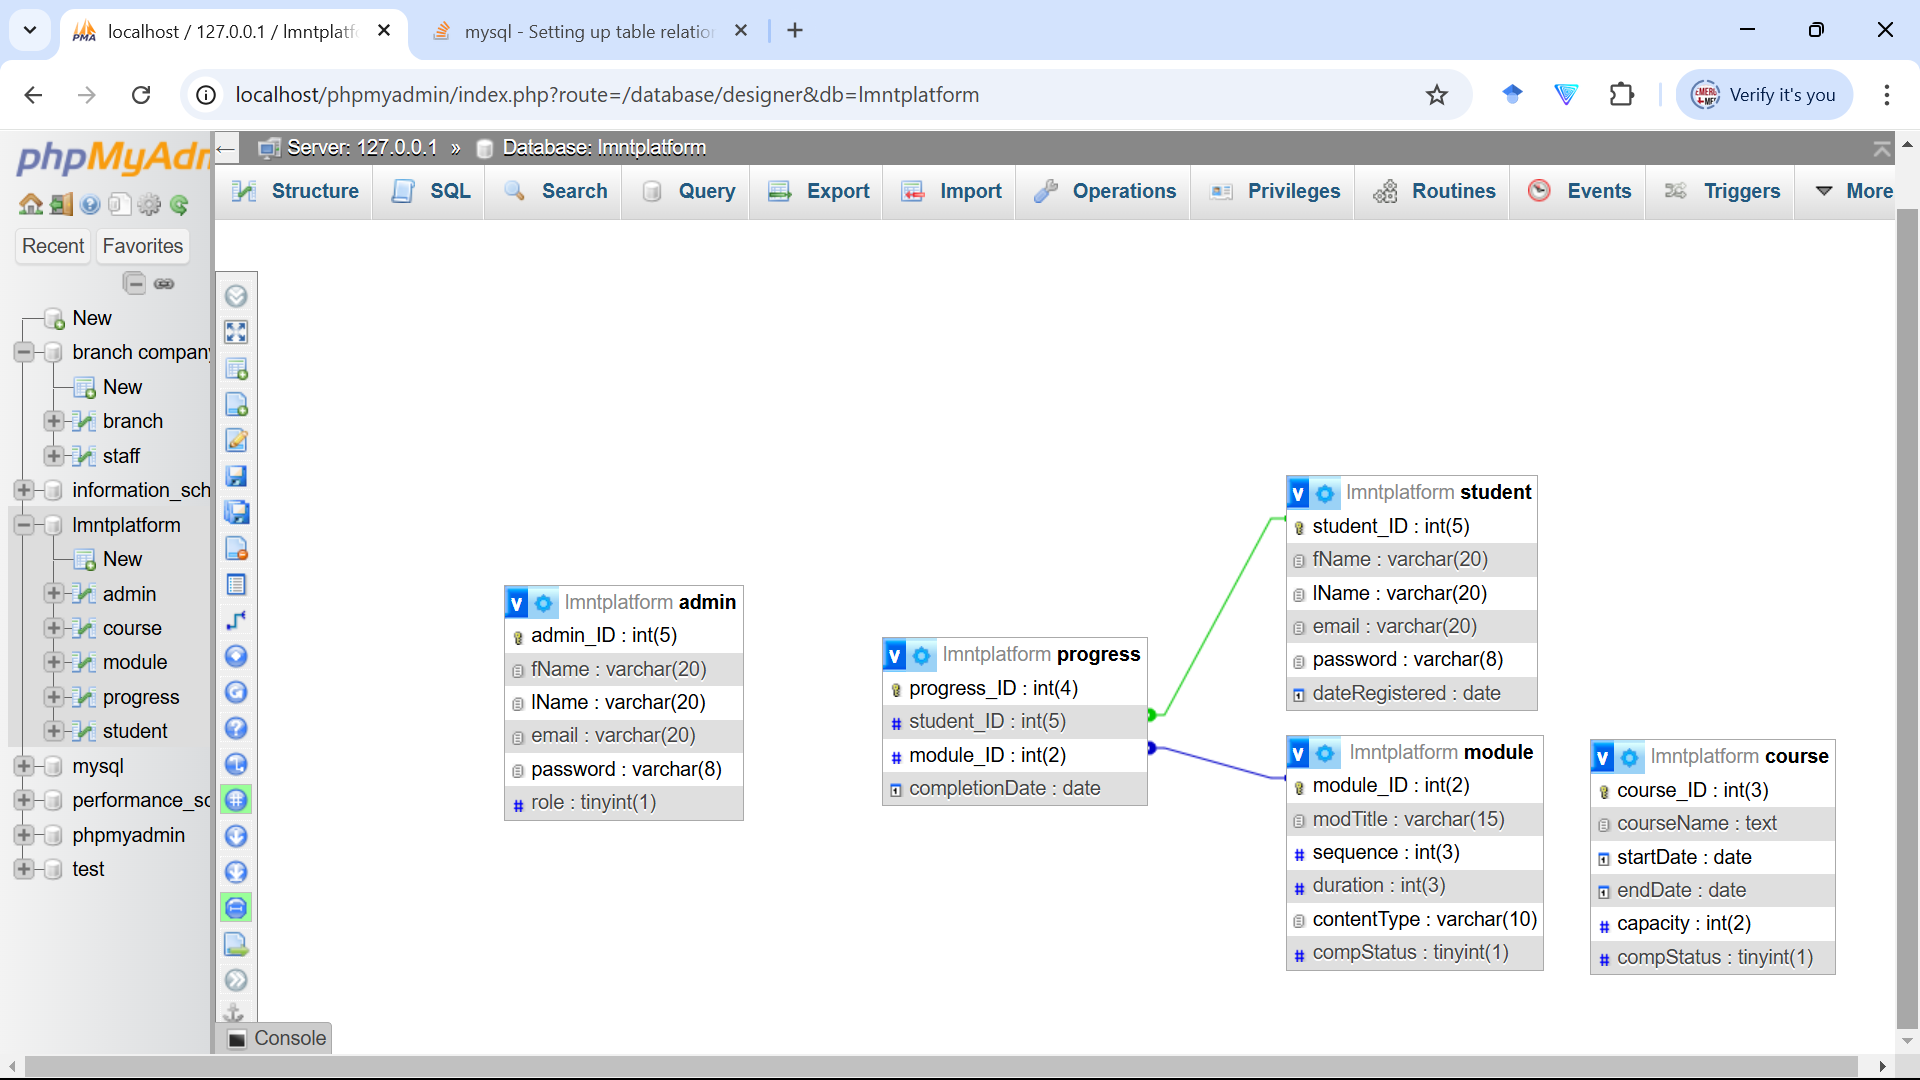 localhost / 127.0.0.1 / lmntplatf
mysql - Setting up table relatio
localhost/phpmyadmin/index.php?route=/database/designer&db=lmntplatform
Verify it's you
phpMyAdm
Server: 127.0.0.1 » Database: lmntplatform
Structure SQL Search Query Export Import Operations Privileges Routines Events Triggers More
Recent Favorites
New
branch company
New
branch
staff
information_sch
lmntplatform
New
admin
course
module
progress
student
mysql
performance_sc
phpmyadmin
test
lmntplatform admin
admin_ID : int(5)
fName : varchar(20)
lName : varchar(20)
email : varchar(20)
password : varchar(8)
role : tinyint(1)
lmntplatform progress
progress_ID : int(4)
student_ID : int(5)
module_ID : int(2)
completionDate : date
lmntplatform student
student_ID : int(5)
fName : varchar(20)
lName : varchar(20)
email : varchar(20)
password : varchar(8)
dateRegistered : date
lmntplatform module
module_ID : int(2)
modTitle : varchar(15)
sequence : int(3)
duration : int(3)
contentType : varchar(10)
compStatus : tinyint(1)
lmntplatform course
course_ID : int(3)
courseName : text
startDate : date
endDate : date
capacity : int(2)
compStatus : tinyint(1)
Console